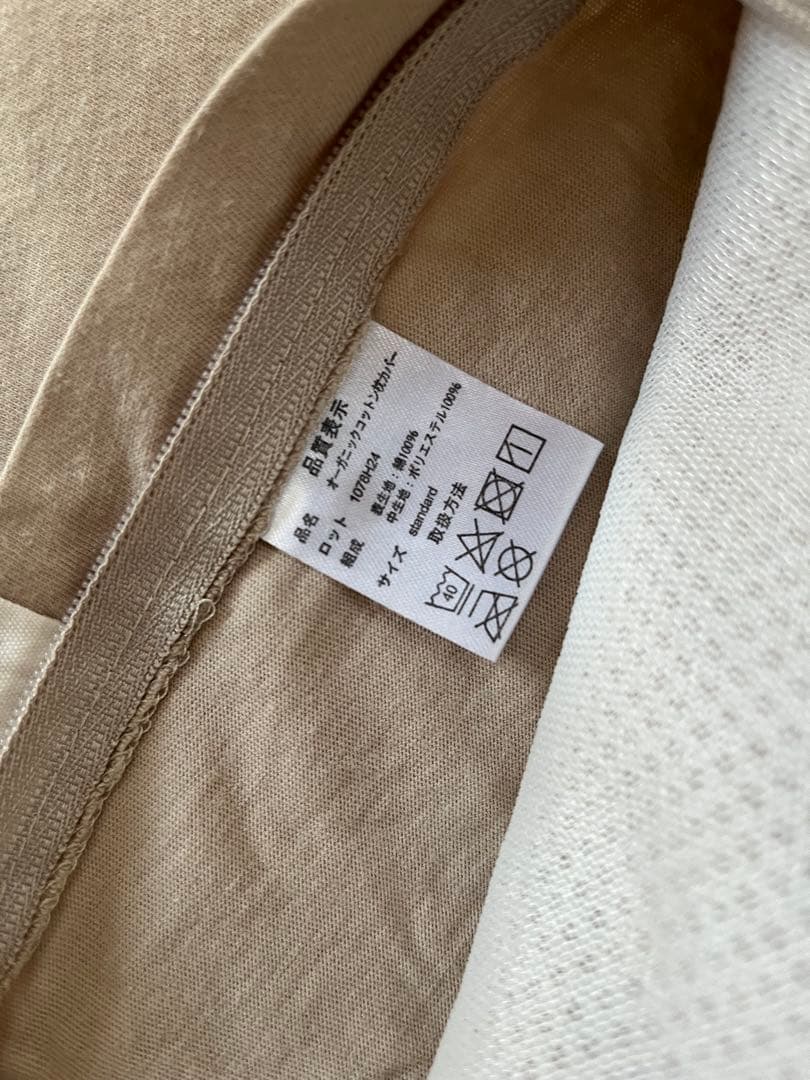 品質表示
品名 オーガニックコットン枕カバー
ロット 1078H24
組成 表生地：綿100%
中生地：ポリエステル100%
サイズ standard
取扱方法
40